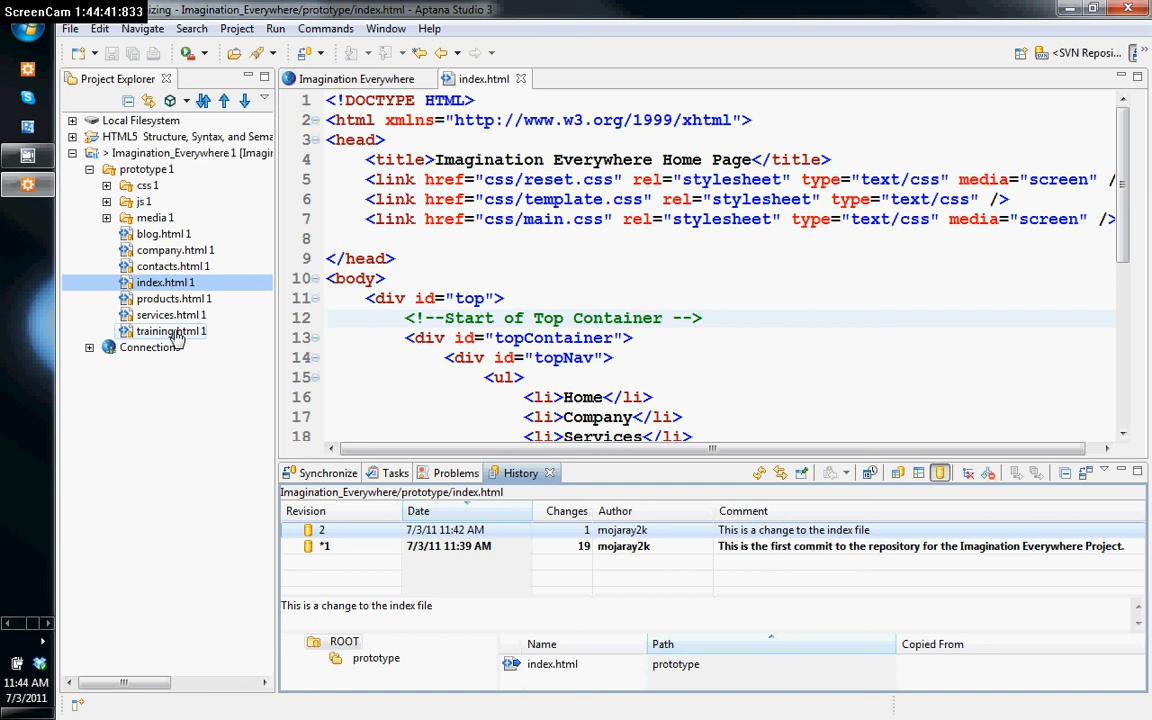 ScreenCam 1:44:41:833
zing - Imagination_Everywhere/prototype/index.html - Aptana Studio 3
File Edit Navigate Search Project Run Commands Window Help
<SVN Reposi...
Project Explorer
Local Filesystem
HTML5 Structure, Syntax, and Sema
> Imagination_Everywhere 1 [Imagin
prototype 1
css 1
js 1
media 1
blog.html 1
company.html 1
contacts.html 1
index.html 1
products.html 1
services.html 1
training.html 1
Connections
Imagination Everywhere
index.html
1 <!DOCTYPE HTML>
2 <html xmlns="http://www.w3.org/1999/xhtml">
3 <head>
4 <title>Imagination Everywhere Home Page</title>
5 <link href="css/reset.css" rel="stylesheet" type="text/css" media="screen" /
6 <link href="css/template.css" rel="stylesheet" type="text/css" />
7 <link href="css/main.css" rel="stylesheet" type="text/css" media="screen" />
8
9 </head>
10 <body>
11 <div id="top">
12 <!--Start of Top Container -->
13 <div id="topContainer">
14 <div id="topNav">
15 <ul>
16 <li>Home</li>
17 <li>Company</li>
18 <li>Services</li>
Synchronize Tasks Problems History
Imagination_Everywhere/prototype/index.html
Revision Date Changes Author Comment
2 7/3/11 11:42 AM 1 mojaray2k This is a change to the index file
*1 7/3/11 11:39 AM 19 mojaray2k This is the first commit to the repository for the Imagination Everywhere Project.
This is a change to the index file
ROOT
prototype
Name Path Copied From
index.html prototype
11:44 AM
7/3/2011